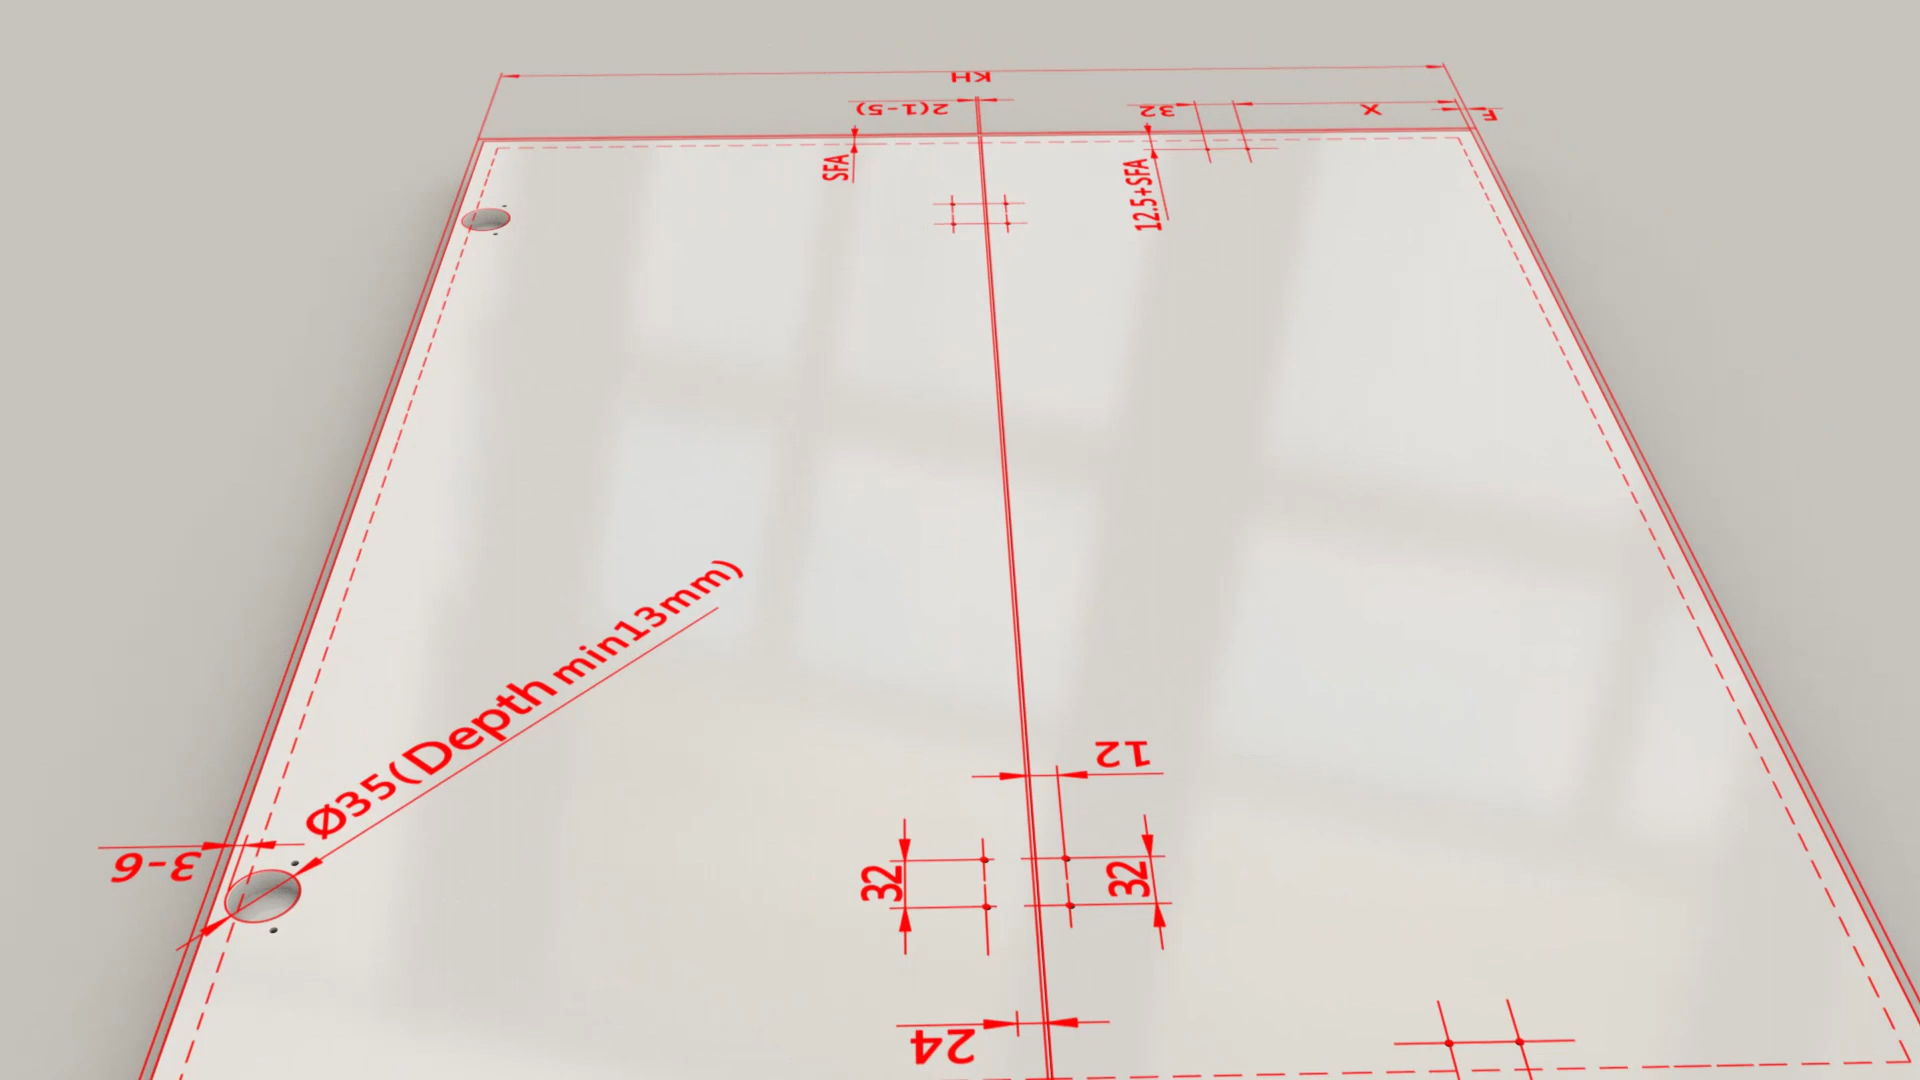 KH
2(1-5)
32
X
F
SFA
12.5+SFA
Ø35(Depth min13mm)
12
3-6
32
32
24